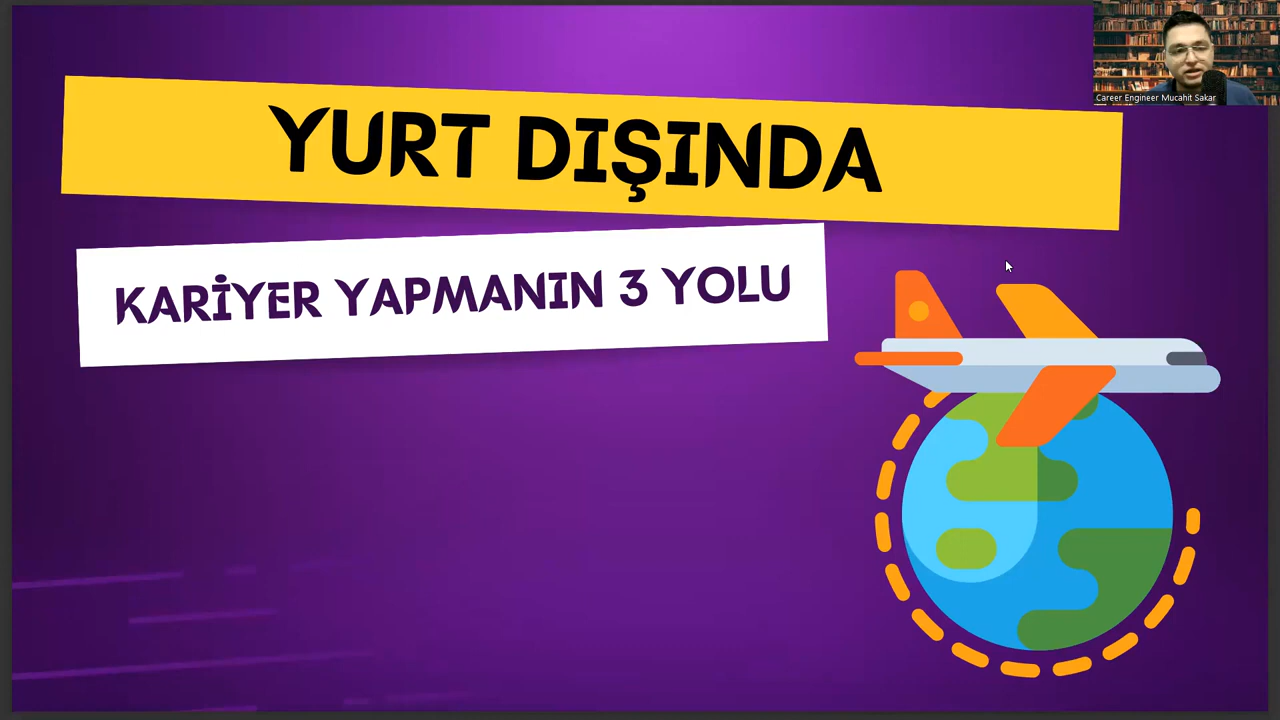 Career Engineer Mucahit Sakar
YURT DIŞINDA
KARİYER YAPMANIN 3 YOLU